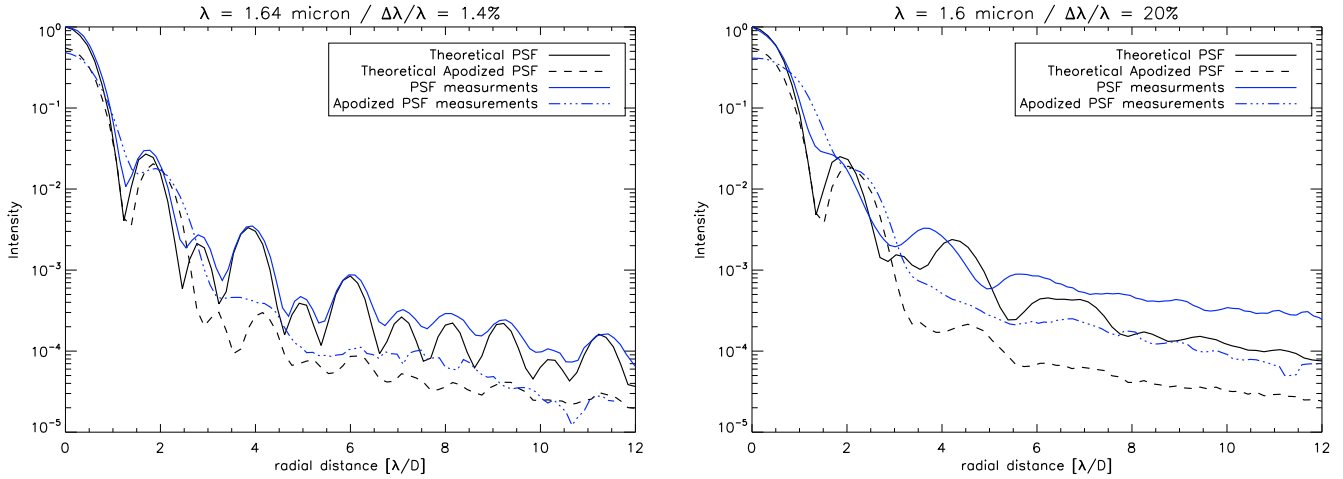 λ = 1.64 micron / Δλ/λ = 1.4%
Theoretical PSF
Theoretical Apodized PSF
PSF measurments
Apodized PSF measurements
Intensity
10⁰
10⁻¹
10⁻²
10⁻³
10⁻⁴
10⁻⁵
0 2 4 6 8 10 12
radial distance [λ/D]
λ = 1.6 micron / Δλ/λ = 20%
Theoretical PSF
Theoretical Apodized PSF
PSF measurments
Apodized PSF measurements
Intensity
10⁰
10⁻¹
10⁻²
10⁻³
10⁻⁴
10⁻⁵
0 2 4 6 8 10 12
radial distance [λ/D]